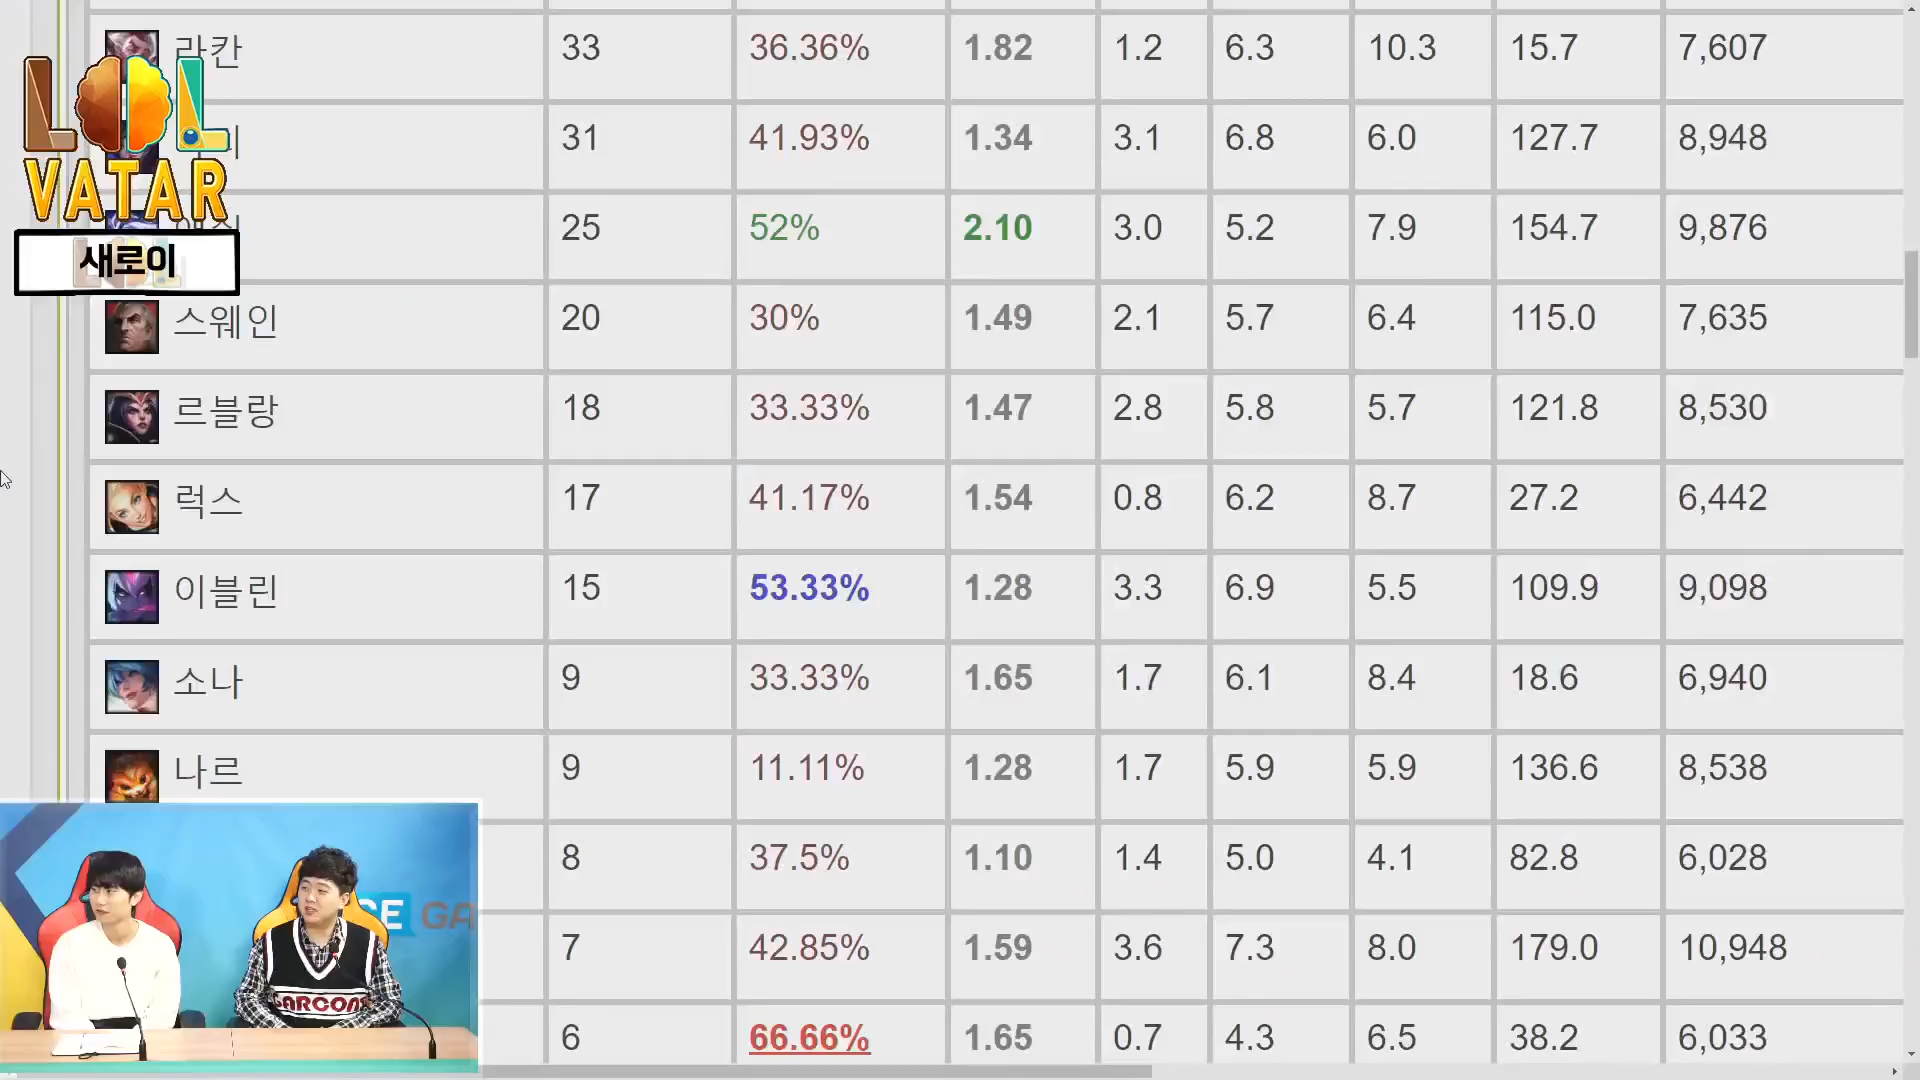 라칸 33 36.36% 1.82 1.2 6.3 10.3 15.7 7,607
31 41.93% 1.34 3.1 6.8 6.0 127.7 8,948
25 52% 2.10 3.0 5.2 7.9 154.7 9,876
LOL
VATAR
새로이
스웨인 20 30% 1.49 2.1 5.7 6.4 115.0 7,635
르블랑 18 33.33% 1.47 2.8 5.8 5.7 121.8 8,530
럭스 17 41.17% 1.54 0.8 6.2 8.7 27.2 6,442
이블린 15 53.33% 1.28 3.3 6.9 5.5 109.9 9,098
소나 9 33.33% 1.65 1.7 6.1 8.4 18.6 6,940
나르 9 11.11% 1.28 1.7 5.9 5.9 136.6 8,538
8 37.5% 1.10 1.4 5.0 4.1 82.8 6,028
7 42.85% 1.59 3.6 7.3 8.0 179.0 10,948
6 66.66% 1.65 0.7 4.3 6.5 38.2 6,033
GARCONS